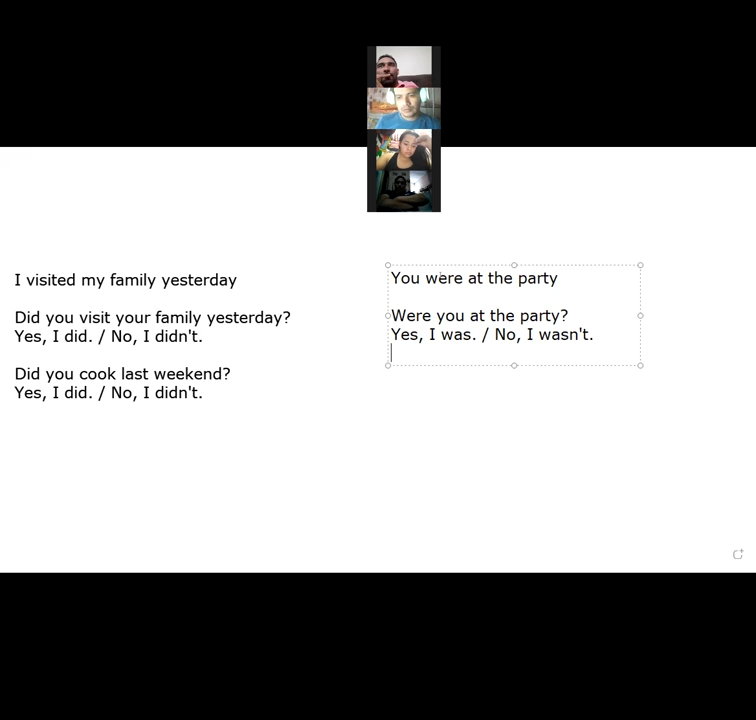 I visited my family yesterday
Did you visit your family yesterday?
Yes, I did. / No, I didn't.
Did you cook last weekend?
Yes, I did. / No, I didn't.
You were at the party
Were you at the party?
Yes, I was. / No, I wasn't.